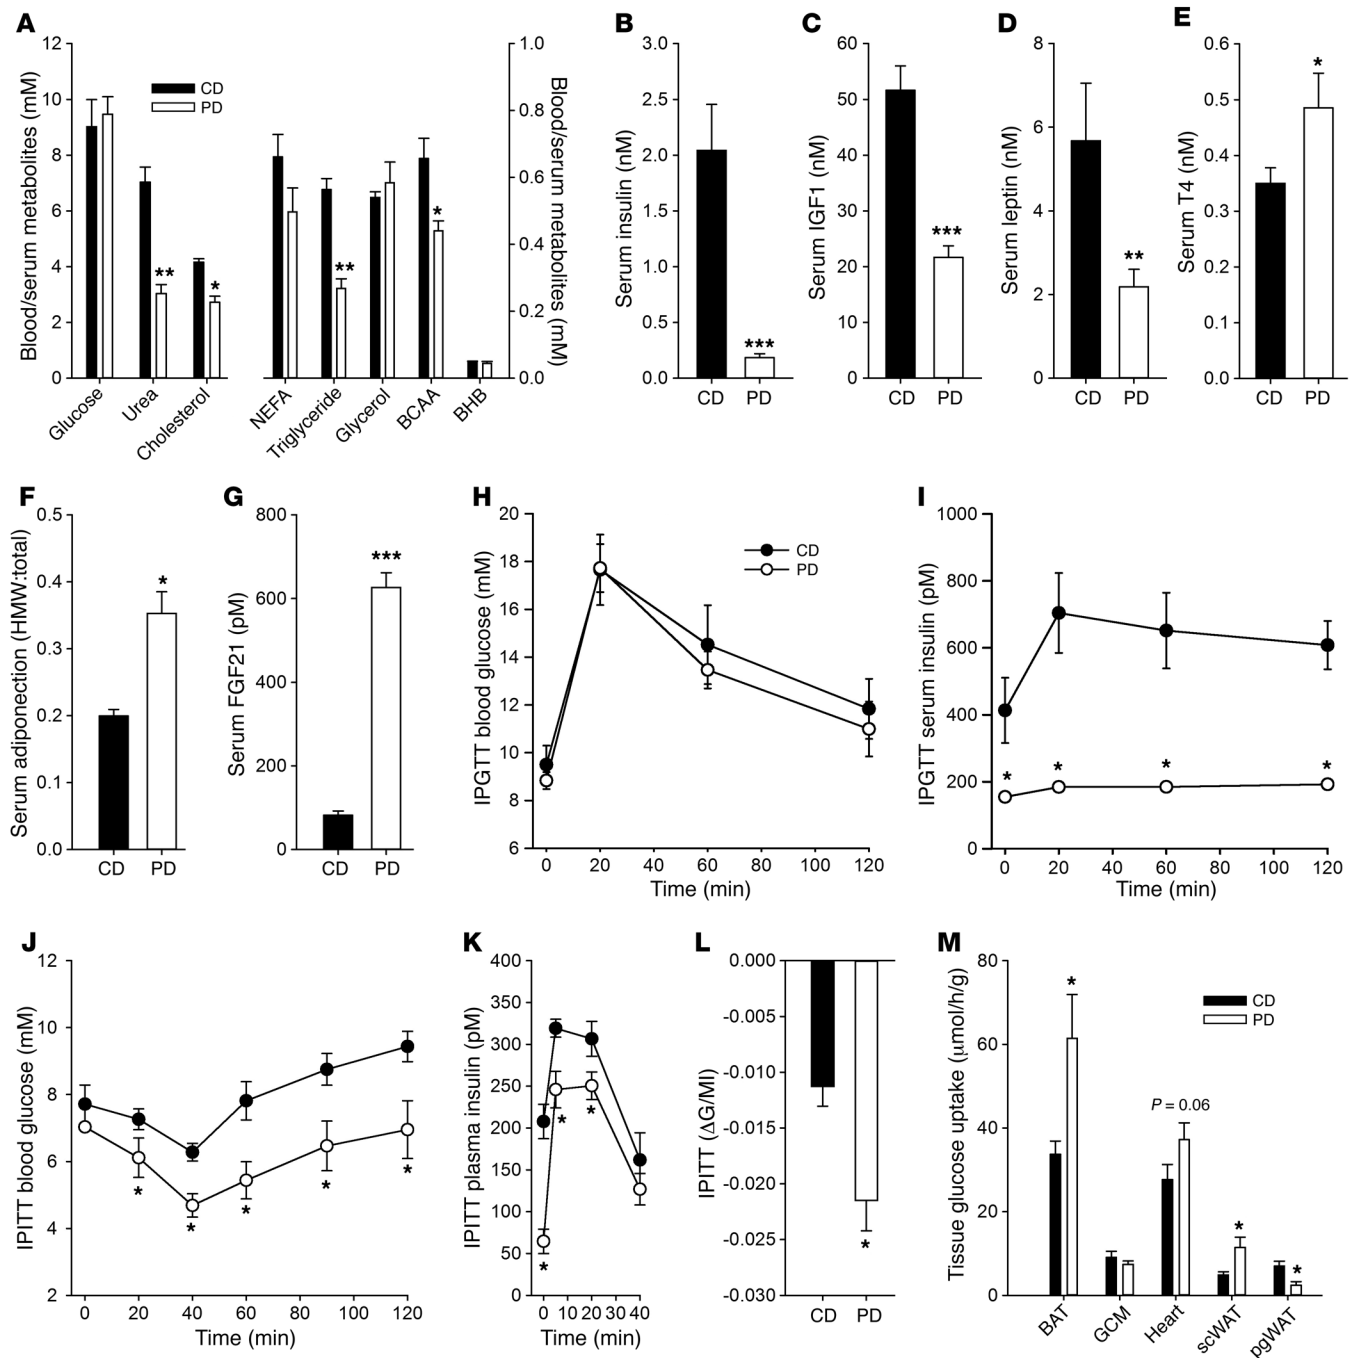 A
Blood/serum metabolites (mM)
12
10
8
6
4
2
0
CD
PD
**
*
**
*
1.0
0.8
0.6
0.4
0.2
0.0
Blood/serum metabolites (mM)
Glucose
Urea
Cholesterol
NEFA
Triglyceride
Glycerol
BCAA
BHB
B
Serum insulin (nM)
3.0
2.5
2.0
1.5
1.0
0.5
0.0
***
CD PD
C
Serum IGF1 (nM)
60
50
40
30
20
10
0
***
CD PD
D
Serum leptin (nM)
8
6
4
2
0
**
CD PD
E
Serum T4 (nM)
0.6
0.5
0.4
0.3
0.2
0.1
0.0
*
CD PD
F
Serum adiponection (HMW:total)
0.5
0.4
0.3
0.2
0.1
0.0
*
CD PD
G
Serum FGF21 (pM)
800
600
400
200
0
***
CD PD
H
IPGTT blood glucose (mM)
20
18
16
14
12
10
8
6
CD
PD
0 20 40 60 80 100 120
Time (min)
I
IPGTT serum insulin (pM)
1000
800
600
400
200
0
* * * *
0 20 40 60 80 100 120
Time (min)
J
IPITT blood glucose (mM)
12
10
8
6
4
2
* * * * *
0 20 40 60 80 100 120
Time (min)
K
IPITT plasma insulin (pM)
400
350
300
250
200
150
100
50
0
* * *
0 10 20 30 40
Time (min)
L
IPITT (ΔG/MI)
0.000
-0.005
-0.010
-0.015
-0.020
-0.025
-0.030
*
CD PD
M
Tissue glucose uptake (µmol/h/g)
80
60
40
20
0
CD
PD
*
P = 0.06
*
*
BAT
GCM
Heart
scWAT
pgWAT